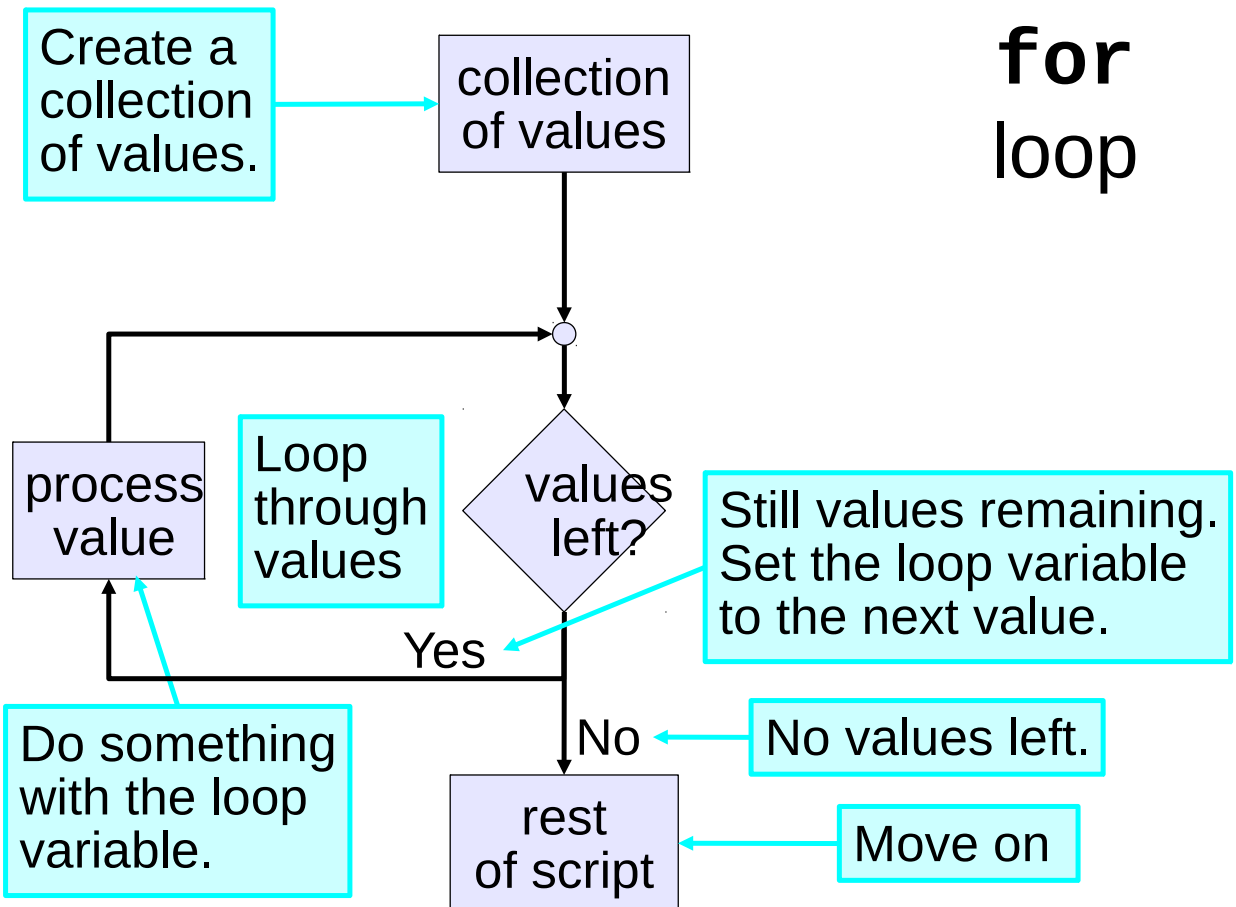 for
loop
Create a
collection
of values.
collection
of values
Loop
through
values
process
value
values
left?
Still values remaining.
Set the loop variable
to the next value.
Yes
Do something
with the loop
variable.
No
No values left.
rest
of script
Move on